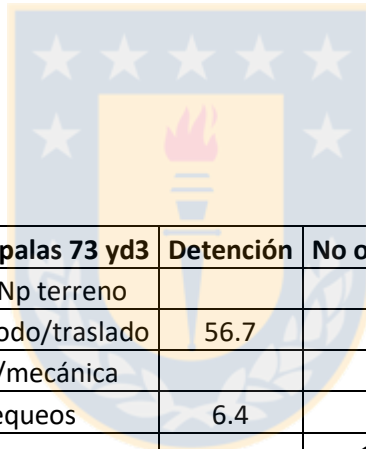 palas 73 yd3 Detención No o
Np terreno
odo/traslado 56.7
/mecánica
equeos 6.4